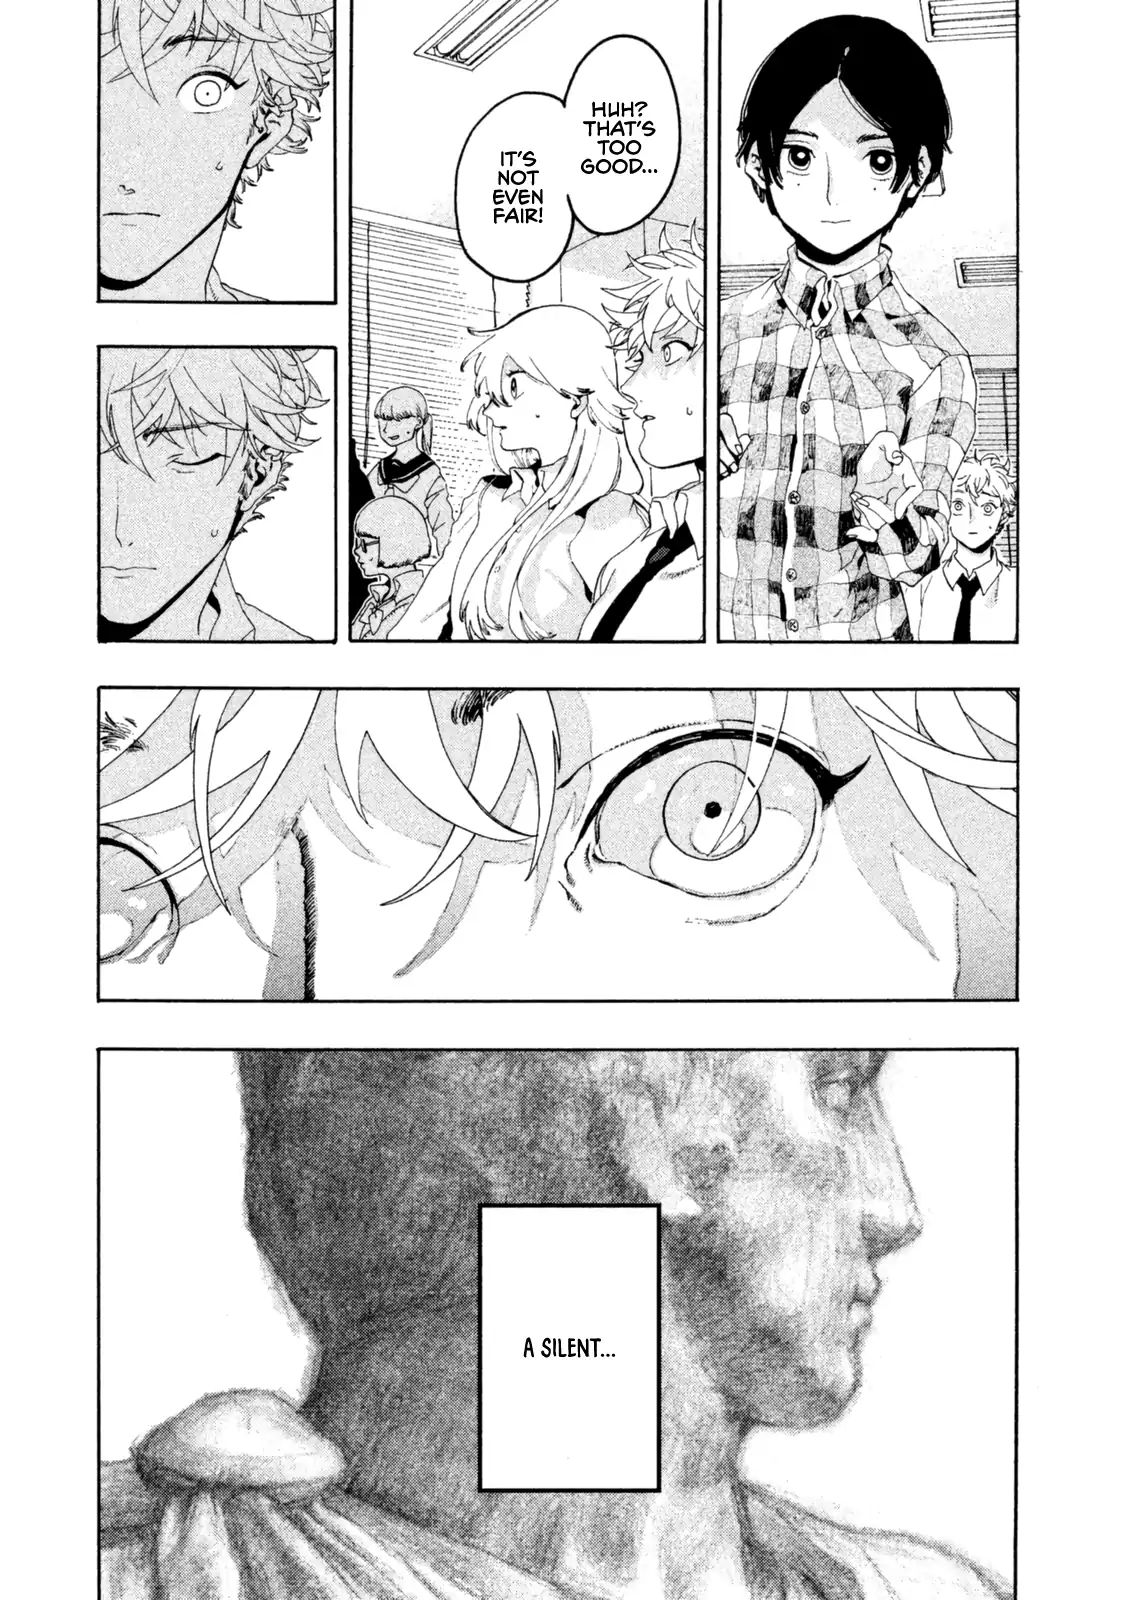 HUH?
THAT'S
TOO
GOOD...
IT'S
NOT
EVEN
FAIR!
A SILENT...